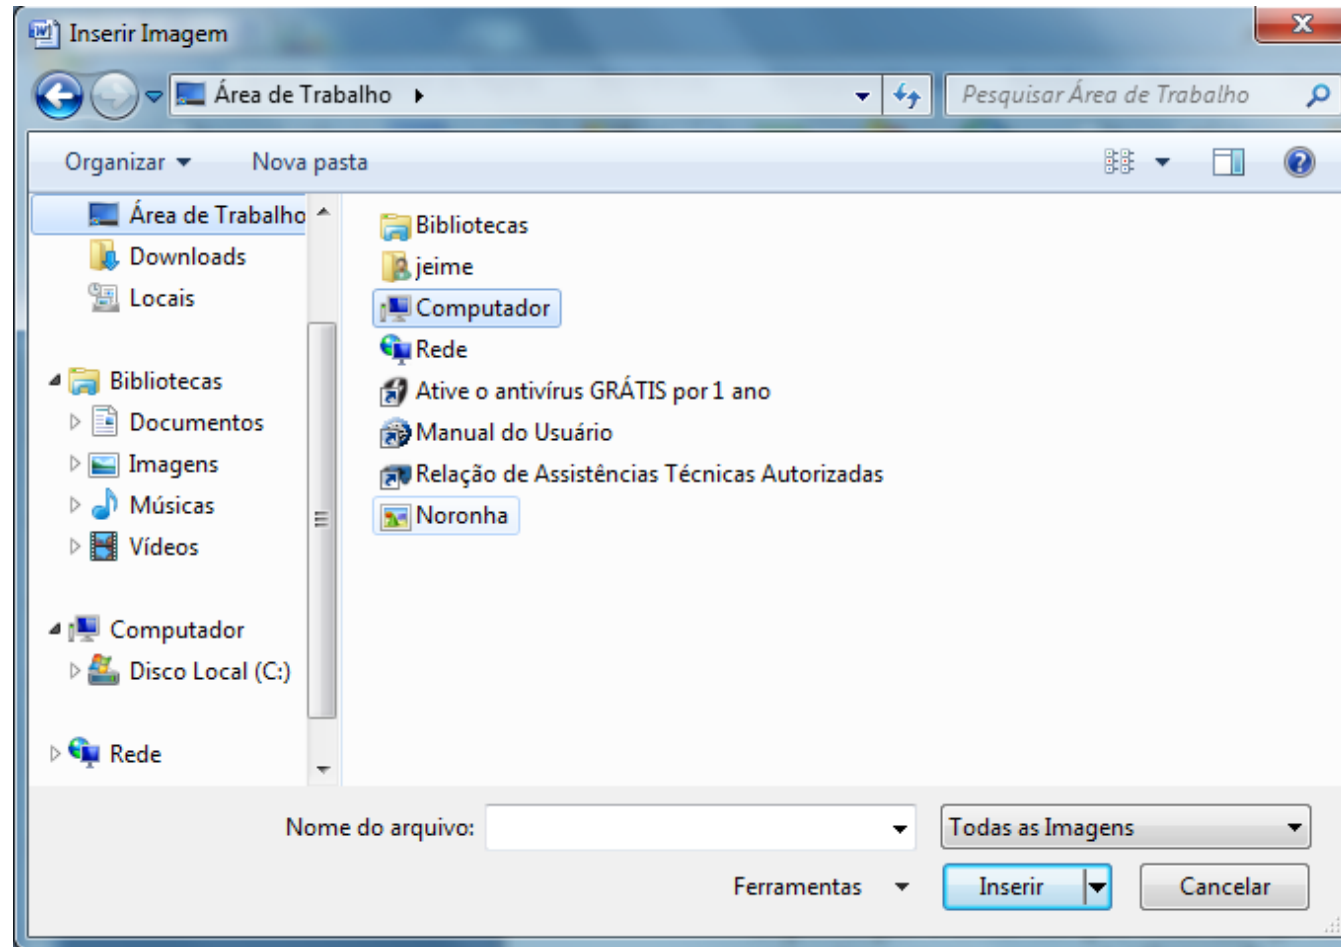 Inserir Imagem
Área de Trabalho
Pesquisar Área de Trabalho
Organizar
Nova pasta
Área de Trabalho
Downloads
Locais
Bibliotecas
Documentos
Imagens
Músicas
Vídeos
Computador
Disco Local (C:)
Rede
Bibliotecas
jeime
Computador
Rede
Ative o antivírus GRÁTIS por 1 ano
Manual do Usuário
Relação de Assistências Técnicas Autorizadas
Noronha
Nome do arquivo:
Todas as Imagens
Ferramentas
Inserir
Cancelar